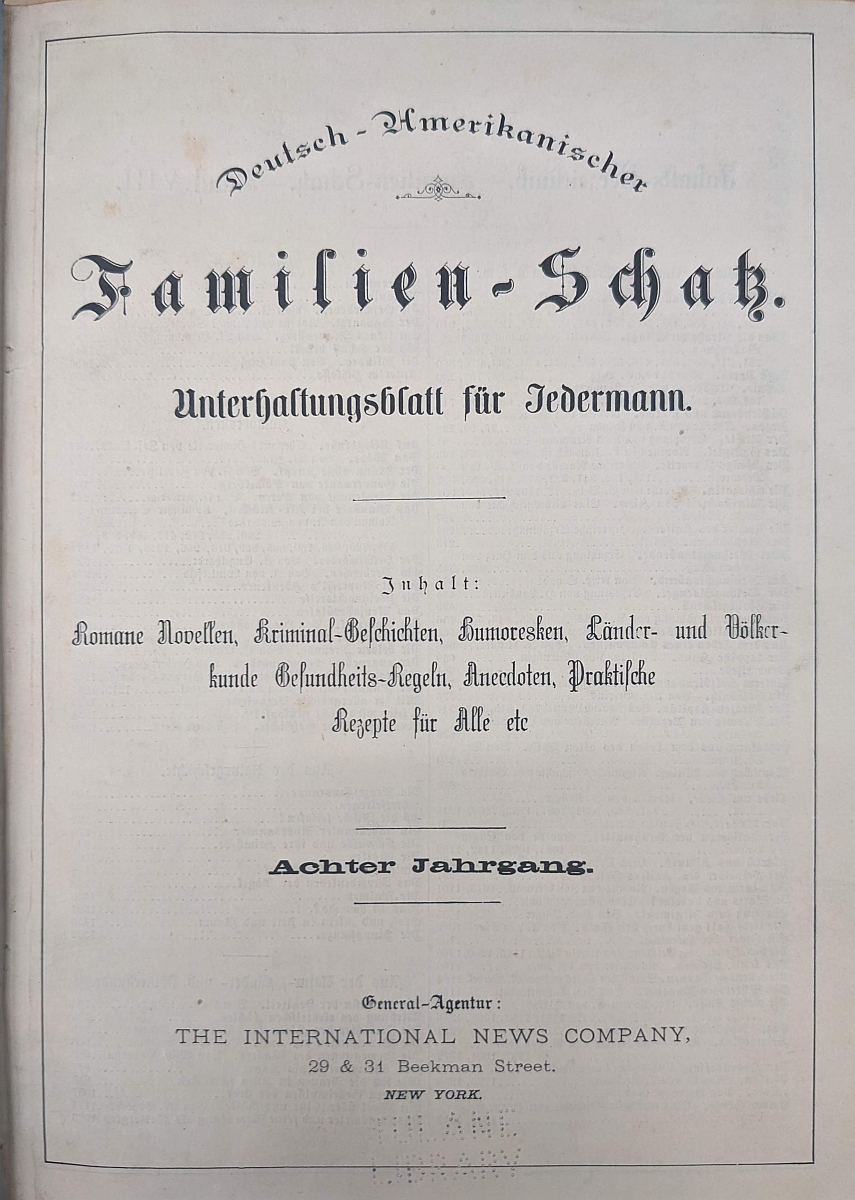 Deutsch-Amerikanischer
Familien-Schatz.
Unterhaltungsblatt für Jedermann.
Inhalt:
Romane Novellen, Kriminal-Geschichten, Humoresken, Länder- und Völker-
kunde Gesundheits-Regeln, Anecdoten, Praktische
Rezepte für Alle etc
Achter Jahrgang.
General-Agentur:
THE INTERNATIONAL NEWS COMPANY,
29 & 31 Beekman Street.
NEW YORK.
TULANE
LIBRARY